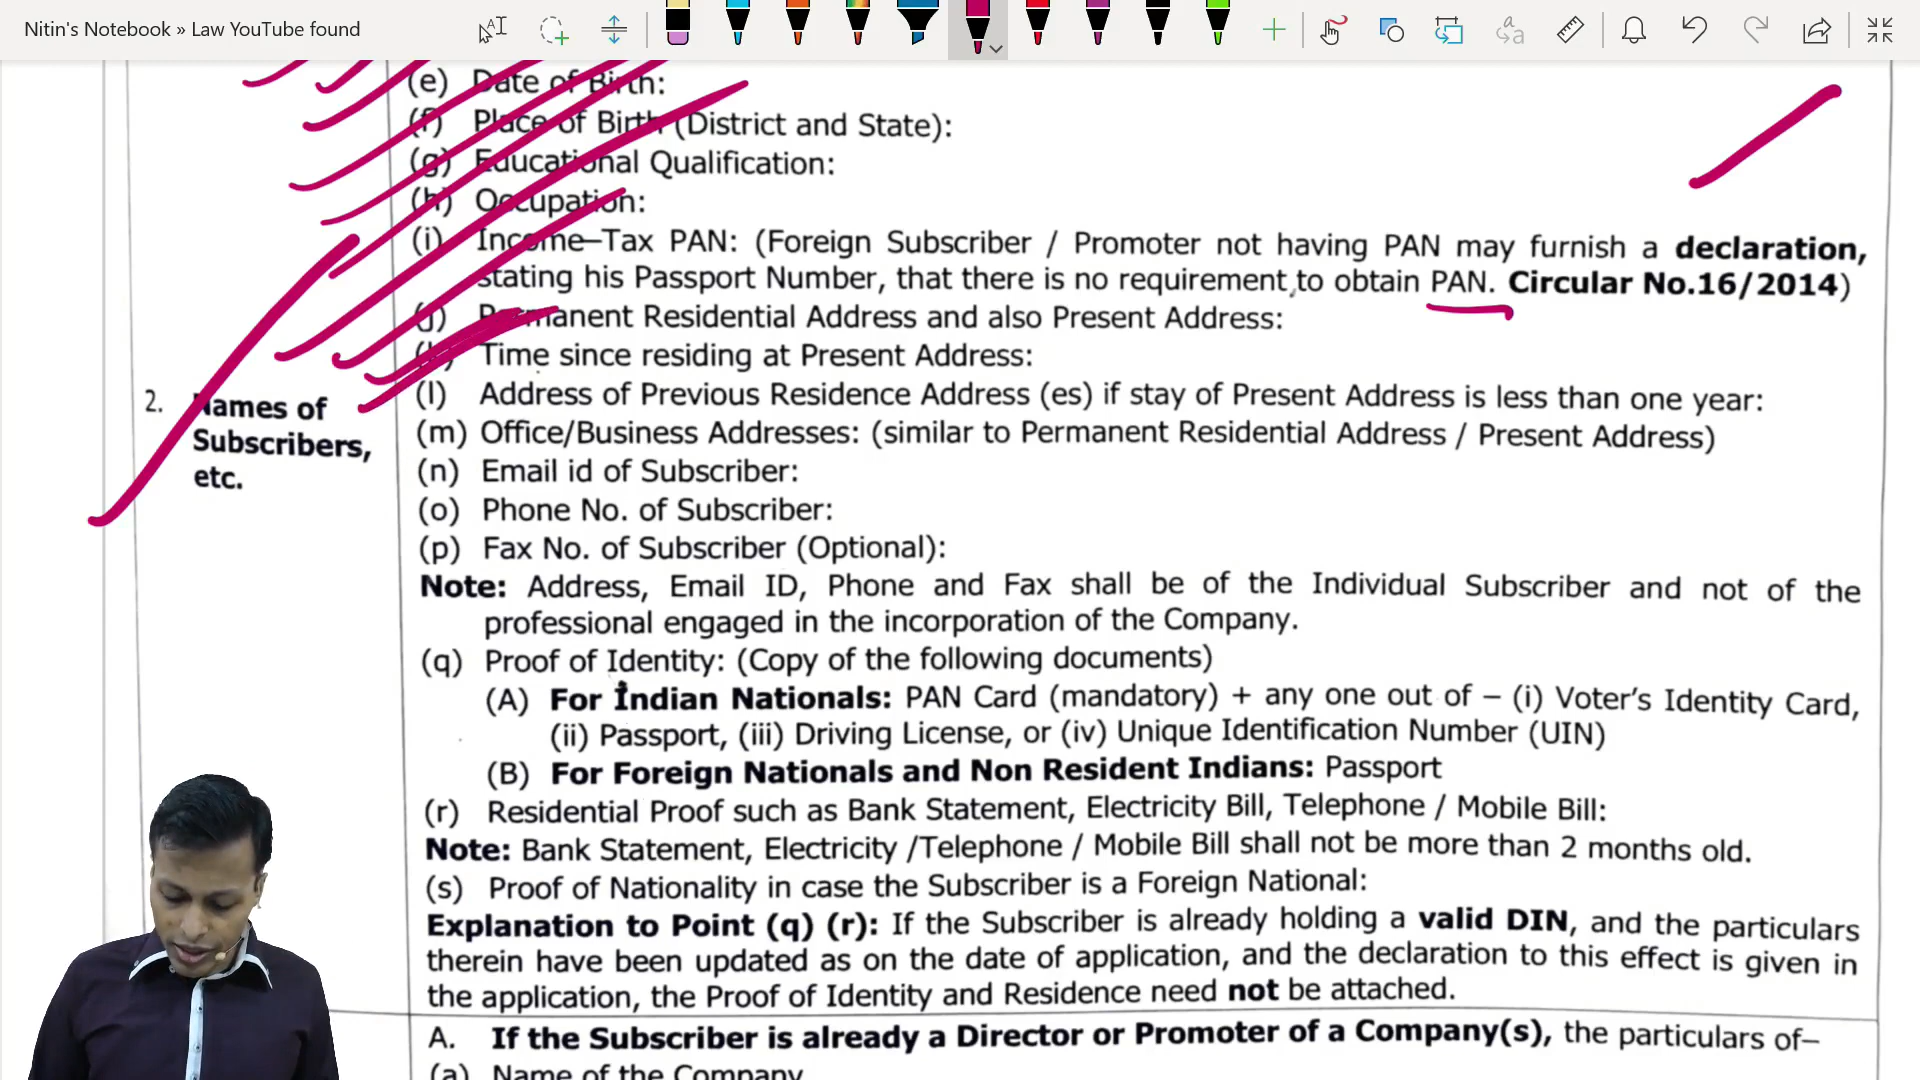 Nitin's Notebook » Law YouTube found
(e) Date of Birth:
(f) Place of Birth (District and State):
(g) Educational Qualification:
(h) Occupation:
(i) Income–Tax PAN: (Foreign Subscriber / Promoter not having PAN may furnish a declaration,
stating his Passport Number, that there is no requirement to obtain PAN. Circular No.16/2014)
(j) Permanent Residential Address and also Present Address:
(k) Time since residing at Present Address:
(l) Address of Previous Residence Address (es) if stay of Present Address is less than one year:
2. Names of
Subscribers,
etc.
(m) Office/Business Addresses: (similar to Permanent Residential Address / Present Address)
(n) Email id of Subscriber:
(o) Phone No. of Subscriber:
(p) Fax No. of Subscriber (Optional):
Note: Address, Email ID, Phone and Fax shall be of the Individual Subscriber and not of the
professional engaged in the incorporation of the Company.
(q) Proof of Identity: (Copy of the following documents)
(A) For Indian Nationals: PAN Card (mandatory) + any one out of – (i) Voter's Identity Card,
(ii) Passport, (iii) Driving License, or (iv) Unique Identification Number (UIN)
(B) For Foreign Nationals and Non Resident Indians: Passport
(r) Residential Proof such as Bank Statement, Electricity Bill, Telephone / Mobile Bill:
Note: Bank Statement, Electricity /Telephone / Mobile Bill shall not be more than 2 months old.
(s) Proof of Nationality in case the Subscriber is a Foreign National:
Explanation to Point (q) (r): If the Subscriber is already holding a valid DIN, and the particulars
therein have been updated as on the date of application, and the declaration to this effect is given in
the application, the Proof of Identity and Residence need not be attached.
A. If the Subscriber is already a Director or Promoter of a Company(s), the particulars of–
(a) Name of the Company